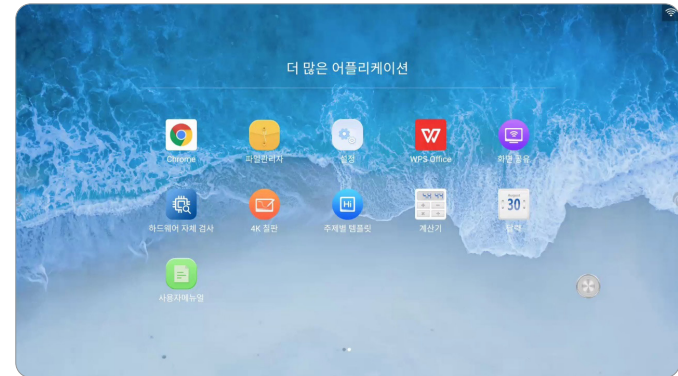 더 많은 어플리케이션
Chrome
파일관리자
설정
WPS Office
화면 공유
하드웨어 자체 검사
4K 칠판
주제별 템플릿
Hi
계산기
30
달력
사용자메뉴얼